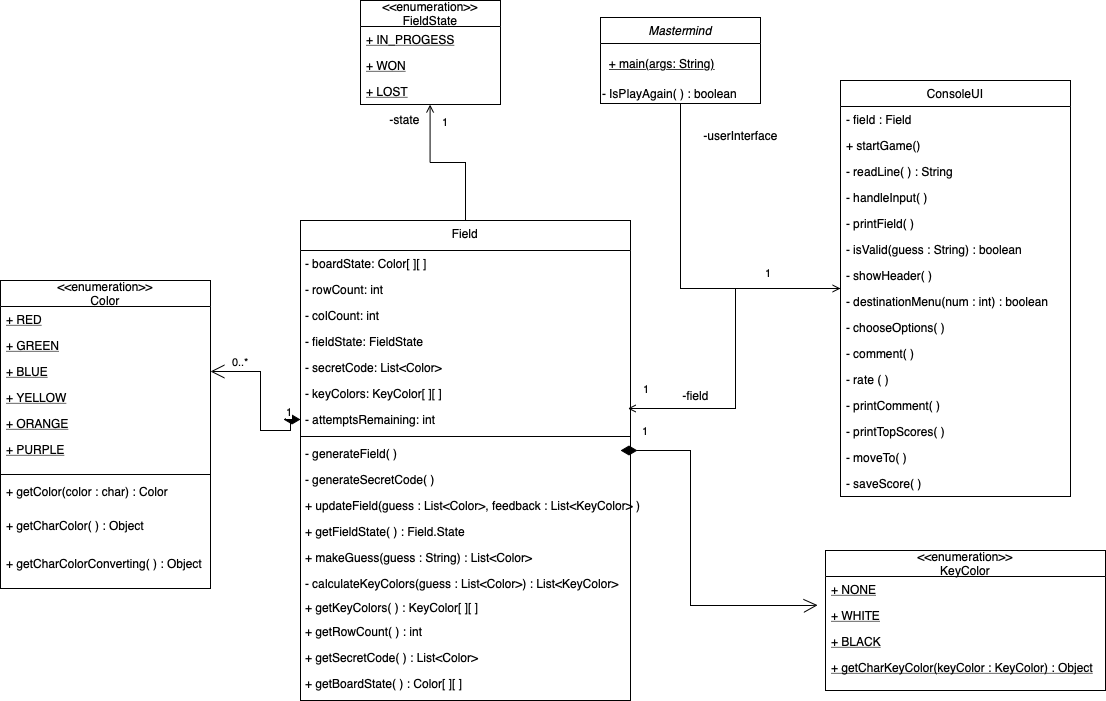 <<enumeration>>
FieldState
+ IN_PROGESS
+ WON
+ LOST
-state
1
Mastermind
+ main(args: String)
- IsPlayAgain( ) : boolean
-userInterface
1
ConsoleUI
- field : Field
+ startGame()
- readLine( ) : String
- handleInput( )
- printField( )
- isValid(guess : String) : boolean
- showHeader( )
- destinationMenu(num : int) : boolean
- chooseOptions( )
- comment( )
- rate ( )
- printComment( )
- printTopScores( )
- moveTo( )
- saveScore( )
Field
- boardState: Color[ ][ ]
- rowCount: int
- colCount: int
- fieldState: FieldState
- secretCode: List<Color>
- keyColors: KeyColor[ ][ ]
- attemptsRemaining: int
- generateField( )
- generateSecretCode( )
+ updateField(guess : List<Color>, feedback : List<KeyColor> )
+ getFieldState( ) : Field.State
+ makeGuess(guess : String) : List<Color>
- calculateKeyColors(guess : List<Color>) : List<KeyColor>
+ getKeyColors( ) : KeyColor[ ][ ]
+ getRowCount( ) : int
+ getSecretCode( ) : List<Color>
+ getBoardState( ) : Color[ ][ ]
1
-field
1
<<enumeration>>
Color
+ RED
+ GREEN
+ BLUE
+ YELLOW
+ ORANGE
+ PURPLE
+ getColor(color : char) : Color
+ getCharColor( ) : Object
+ getCharColorConverting( ) : Object
0..*
1
<<enumeration>>
KeyColor
+ NONE
+ WHITE
+ BLACK
+ getCharKeyColor(keyColor : KeyColor) : Object